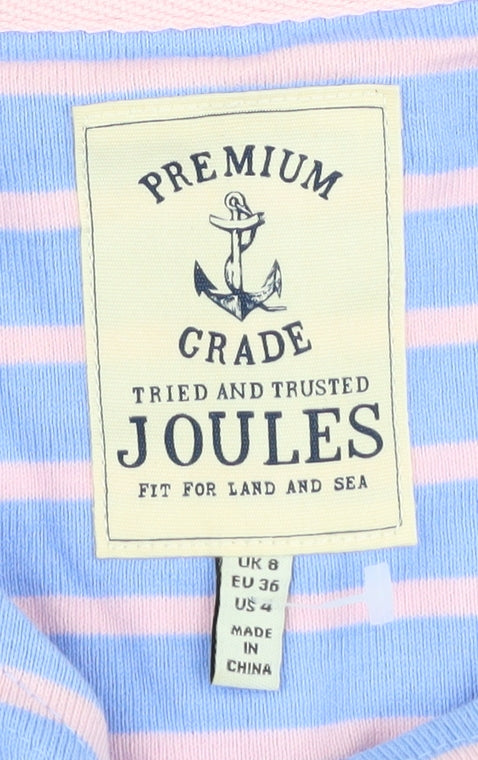 PREMIUM
GRADE
TRIED AND TRUSTED
JOULES
FIT FOR LAND AND SEA
UK 8
EU 36
US 4
MADE
IN
CHINA